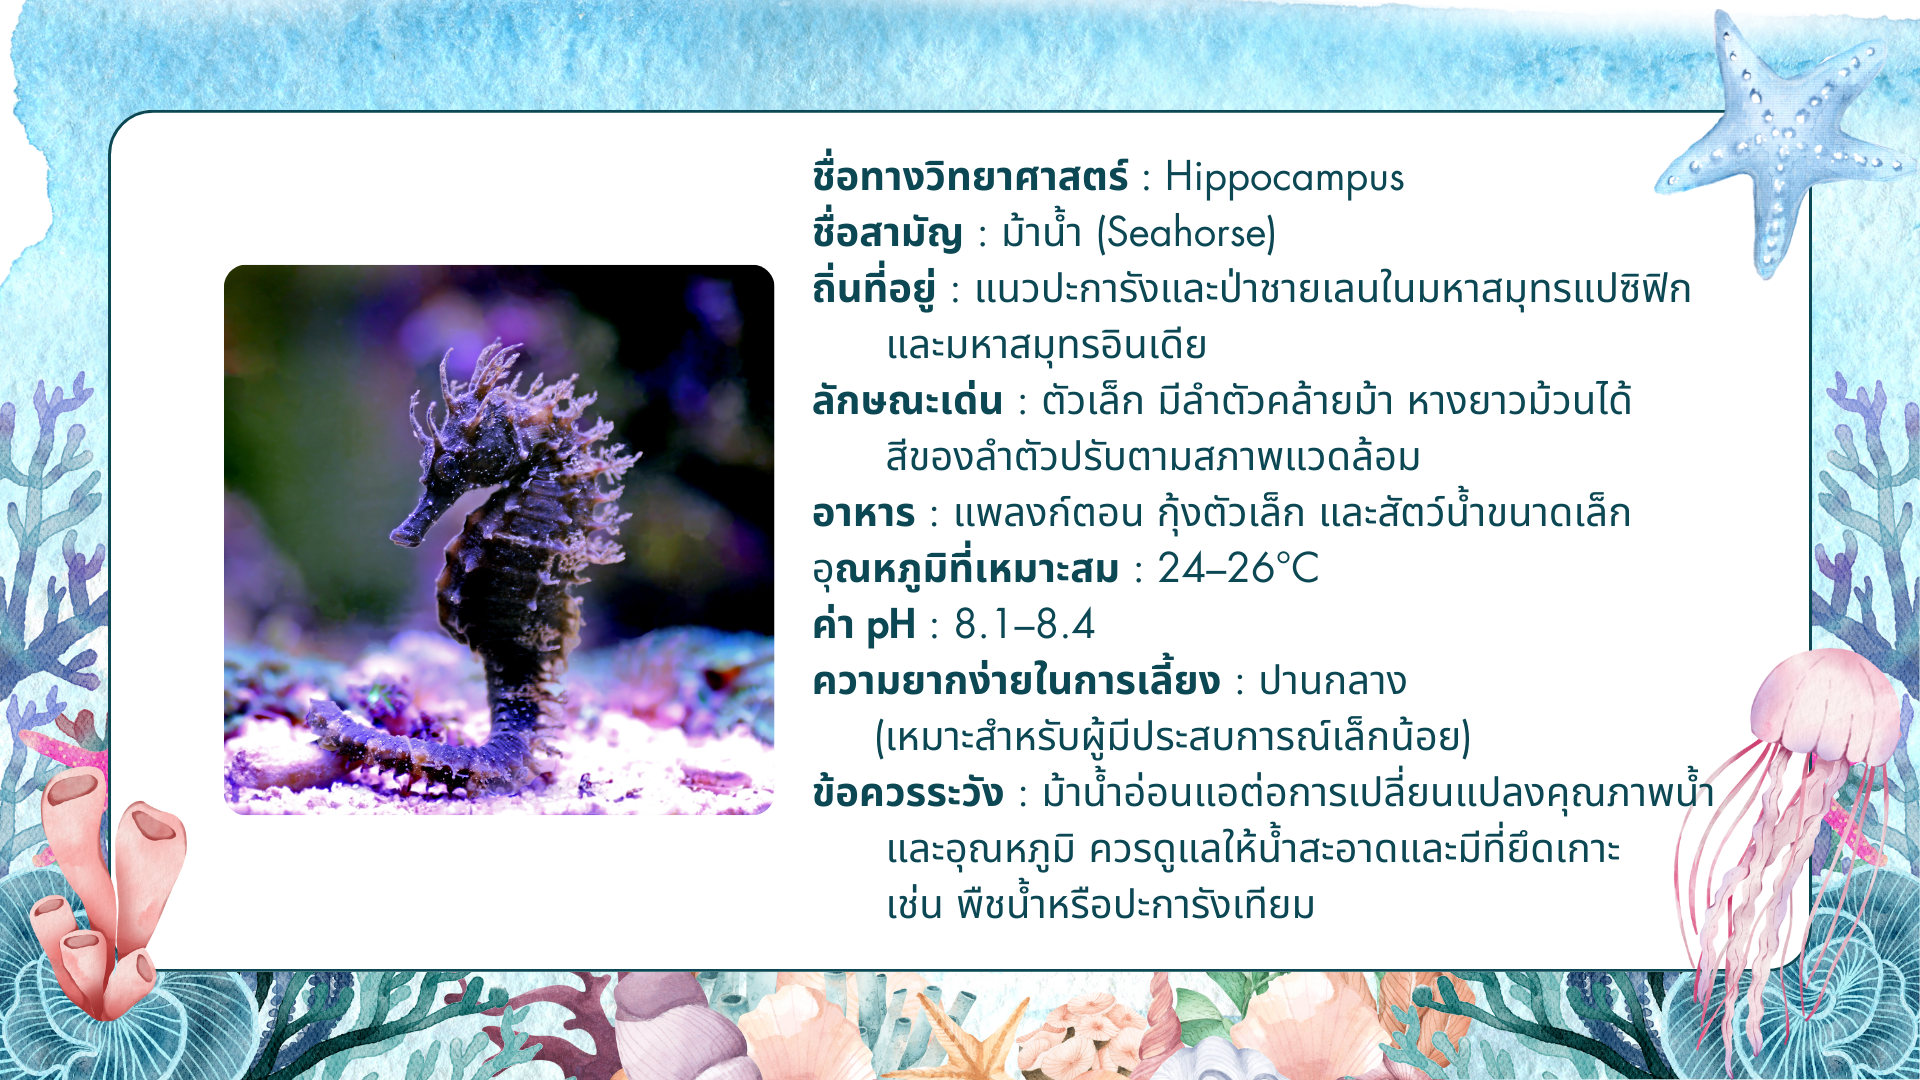 ชื่อทางวิทยาศาสตร์ : Hippocampus
ชื่อสามัญ : ม้าน้ำ (Seahorse)
ถิ่นที่อยู่ : แนวปะการังและป่าชายเลนในมหาสมุทรแปซิฟิก
และมหาสมุทรอินเดีย
ลักษณะเด่น : ตัวเล็ก มีลำตัวคล้ายม้า หางยาวม้วนได้
สีของลำตัวปรับตามสภาพแวดล้อม
อาหาร : แพลงก์ตอน กุ้งตัวเล็ก และสัตว์น้ำขนาดเล็ก
อุณหภูมิที่เหมาะสม : 24–26°C
ค่า pH : 8.1–8.4
ความยากง่ายในการเลี้ยง : ปานกลาง
(เหมาะสำหรับผู้มีประสบการณ์เล็กน้อย)
ข้อควรระวัง : ม้าน้ำอ่อนแอต่อการเปลี่ยนแปลงคุณภาพน้ำ
และอุณหภูมิ ควรดูแลให้น้ำสะอาดและมีที่ยึดเกาะ
เช่น พืชน้ำหรือปะการังเทียม